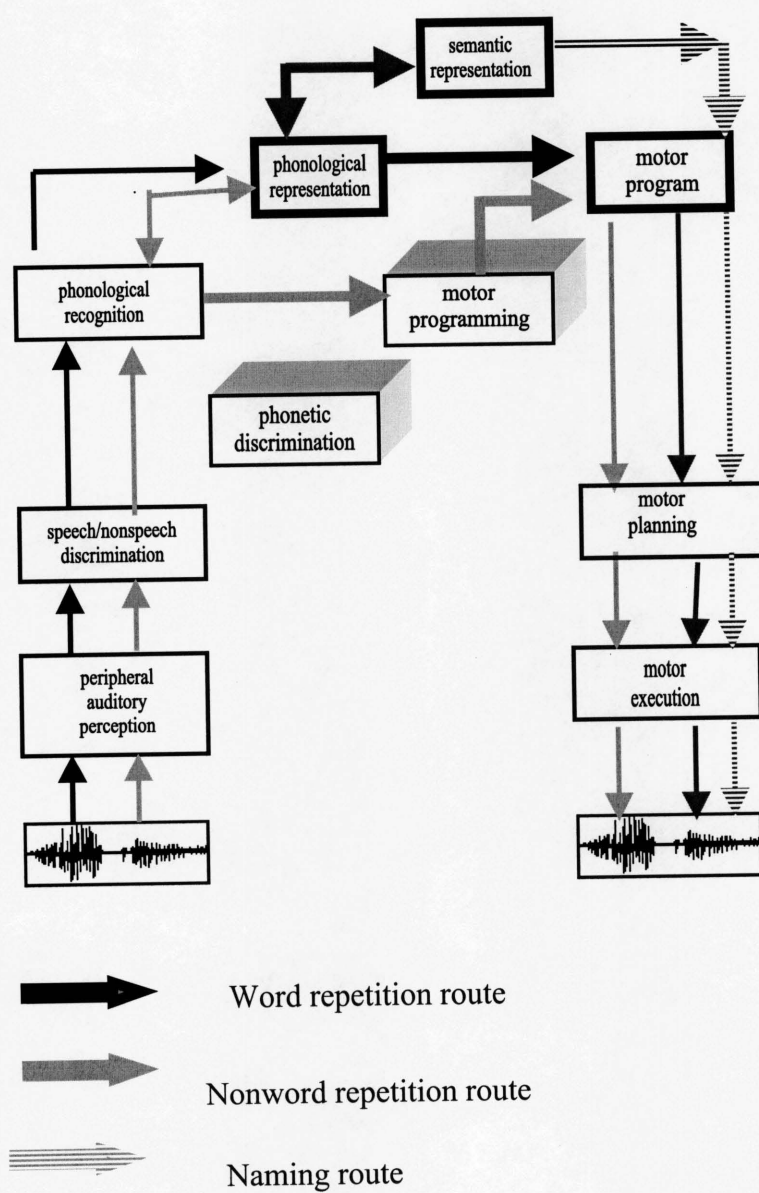 semantic
representation
phonological
representation
motor
program
phonological
recognition
motor
programming
phonetic
discrimination
speech/nonspeech
discrimination
motor
planning
peripheral
auditory
perception
motor
execution
Word repetition route
Nonword repetition route
Naming route